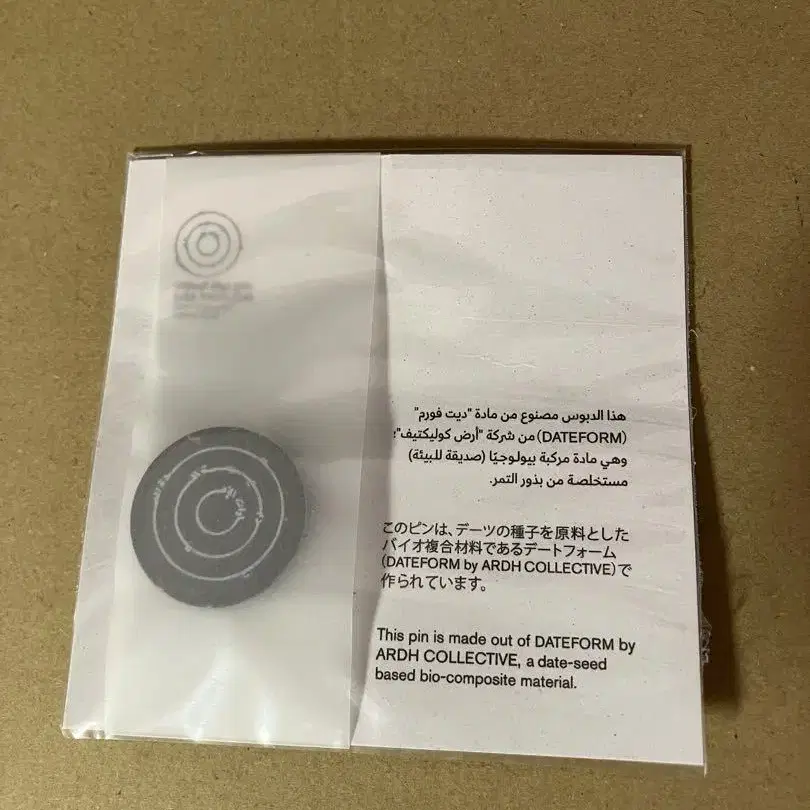 هذا الدبوس مصنوع من مادة "ديت فورم"
(DATEFORM) من شركة "أرض كوليكتيف"؛
وهي مادة مركبة بيولوجيًا (صديقة للبيئة)
مستخلصة من بذور التمر.
このピンは、デーツの種子を原料とした
バイオ複合材料であるデートフォーム
(DATEFORM by ARDH COLLECTIVE)で
作られています。
This pin is made out of DATEFORM by
ARDH COLLECTIVE, a date-seed
based bio-composite material.